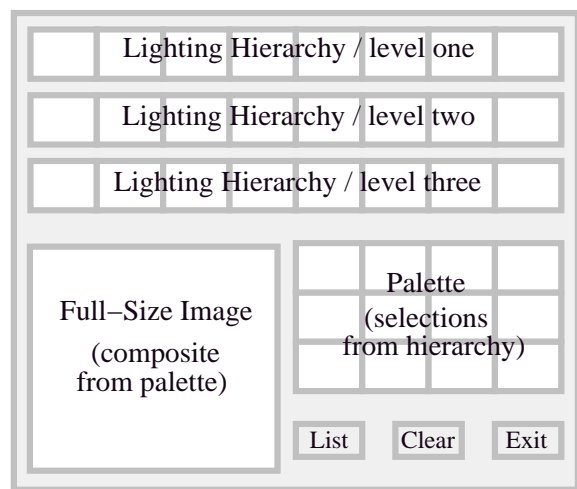 Lighting Hierarchy / level one
Lighting Hierarchy / level two
Lighting Hierarchy / level three
Full–Size Image
(composite
from palette)
Palette
(selections
from hierarchy)
List
Clear
Exit